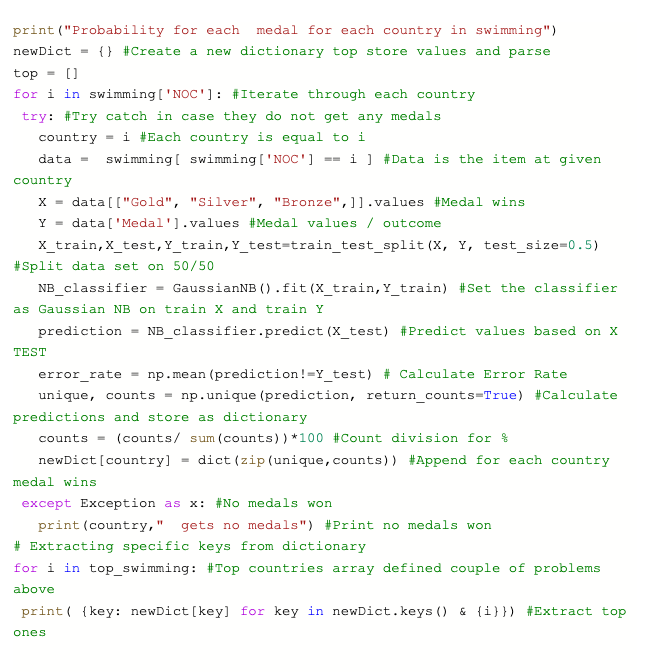 print("Probability for each  medal for each country in swimming")
newDict = {} #Create a new dictionary top store values and parse
top = []
for i in swimming['NOC']: #Iterate through each country
 try: #Try catch in case they do not get any medals
   country = i #Each country is equal to i
   data =  swimming[ swimming['NOC'] == i ] #Data is the item at given
country
   X = data[["Gold", "Silver", "Bronze",]].values #Medal wins
   Y = data['Medal'].values #Medal values / outcome
   X_train,X_test,Y_train,Y_test=train_test_split(X, Y, test_size=0.5)
#Split data set on 50/50
   NB_classifier = GaussianNB().fit(X_train,Y_train) #Set the classifier
as Gaussian NB on train X and train Y
   prediction = NB_classifier.predict(X_test) #Predict values based on X
TEST
   error_rate = np.mean(prediction!=Y_test) # Calculate Error Rate
   unique, counts = np.unique(prediction, return_counts=True) #Calculate
predictions and store as dictionary
   counts = (counts/ sum(counts))*100 #Count division for %
   newDict[country] = dict(zip(unique,counts)) #Append for each country
medal wins
 except Exception as x: #No medals won
   print(country,"  gets no medals") #Print no medals won
# Extracting specific keys from dictionary
for i in top_swimming: #Top countries array defined couple of problems
above
 print( {key: newDict[key] for key in newDict.keys() & {i}}) #Extract top
ones